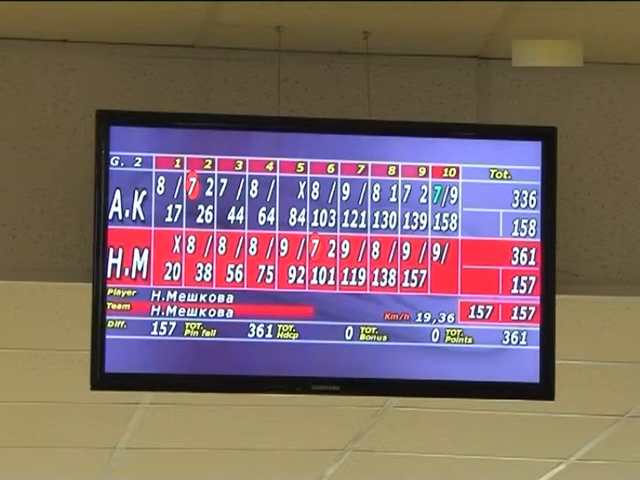 G. 2 1 2 3 4 5 6 7 8 9 10 Tot.
A.K 8 / 7 2 7 / 8 / X 8 / 9 / 8 1 7 2 7/9 336
17 26 44 64 84 103 121 130 139 158 158
Н.М X 8 / 8 / 8 / 9 / 7 2 9 / 8 / 9 / 9/ 361
20 38 56 75 92 101 119 138 157 157
Player Н.Мешкова
Team Н.Мешкова Km/h 19,36 157 157
Diff. 157 TOT. Pin fall 361 TOT. Hdcp 0 TOT. Bonus 0 TOT. Points 361
SAMSUNG